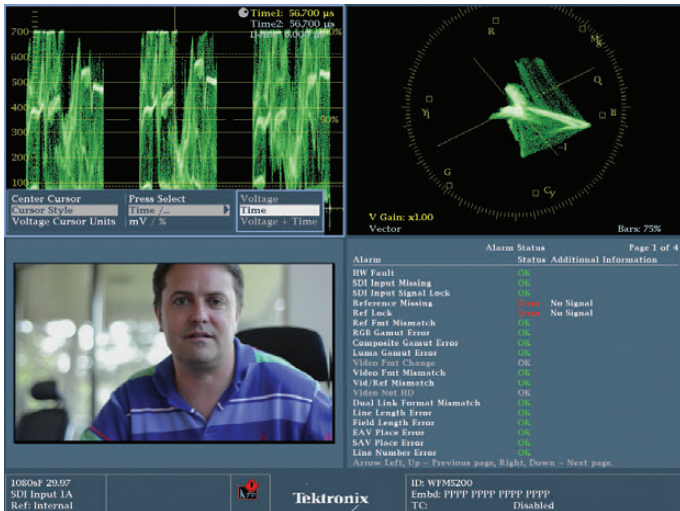 Time1: 56.700 µs
Time2: 56.700 µs
0.000 µs
700
600
500
400
300
200
100
50%
Center Cursor
Cursor Style
Voltage Cursor Units
Press Select
Time /...
mV / %
Voltage
Time
Voltage + Time
R
Mg
Q
B
Yl
-I
G
Cy
V Gain: x1.00
Vector
Bars: 75%
Alarm Status Page 1 of 4
Alarm Status Additional Information
HW Fault OK
SDI Input Missing OK
SDI Input Signal Lock OK
Reference Missing Error No Signal
Ref Lock Error No Signal
Ref Fmt Mismatch OK
RGB Gamut Error OK
Composite Gamut Error OK
Luma Gamut Error OK
Video Fmt Change OK
Video Fmt Mismatch OK
Vid/Ref Mismatch OK
Video Not HD OK
Dual Link Format Mismatch OK
Line Length Error OK
Field Length Error OK
EAV Place Error OK
SAV Place Error OK
Line Number Error OK
Arrow Left, Up - Previous page, Right, Down - Next page.
1080sF 29.97
SDI Input 1A
Ref: Internal
Tektronix
ID: WFM5200
Embd: PPPP PPPP PPPP PPPP
TC: Disabled